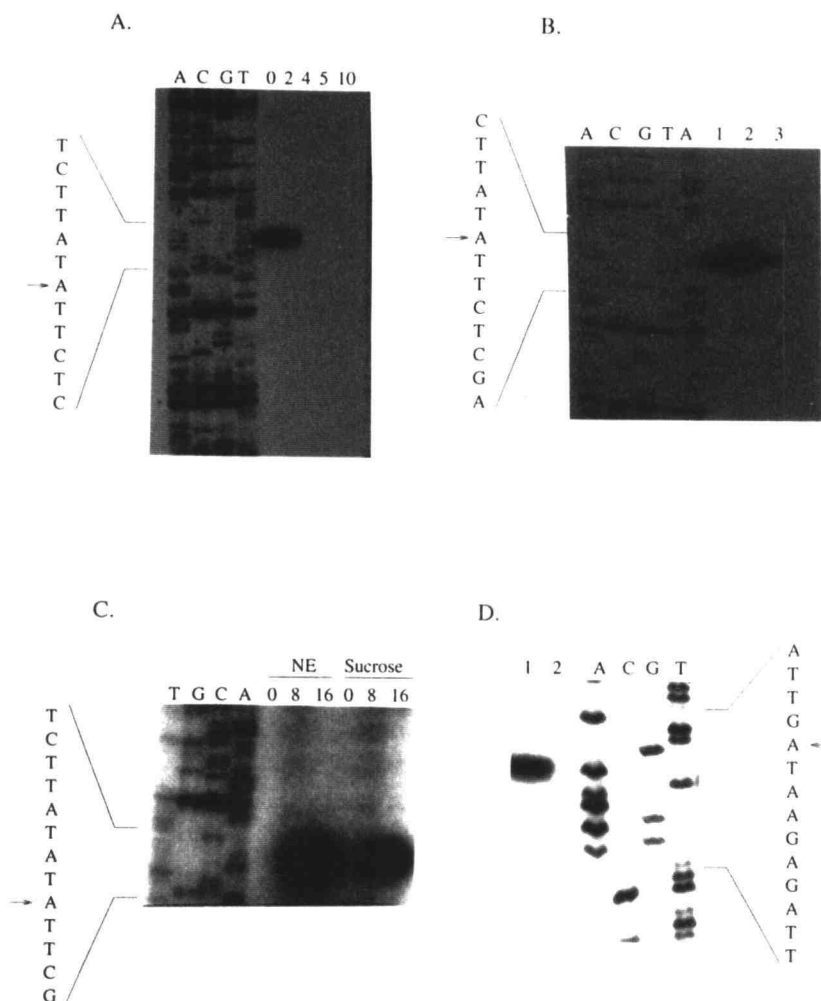 A.
A C G T 0 2 4 5 10
T C T T A T A T T C T C
B.
A C G T A 1 2 3
C T T A T A T T C T C G A
C.
NE Sucrose
T G C A 0 8 16 0 8 16
T C T T A T A T A T T C G
D.
1 2 A C G T
A T T G A T A A G A G A T T